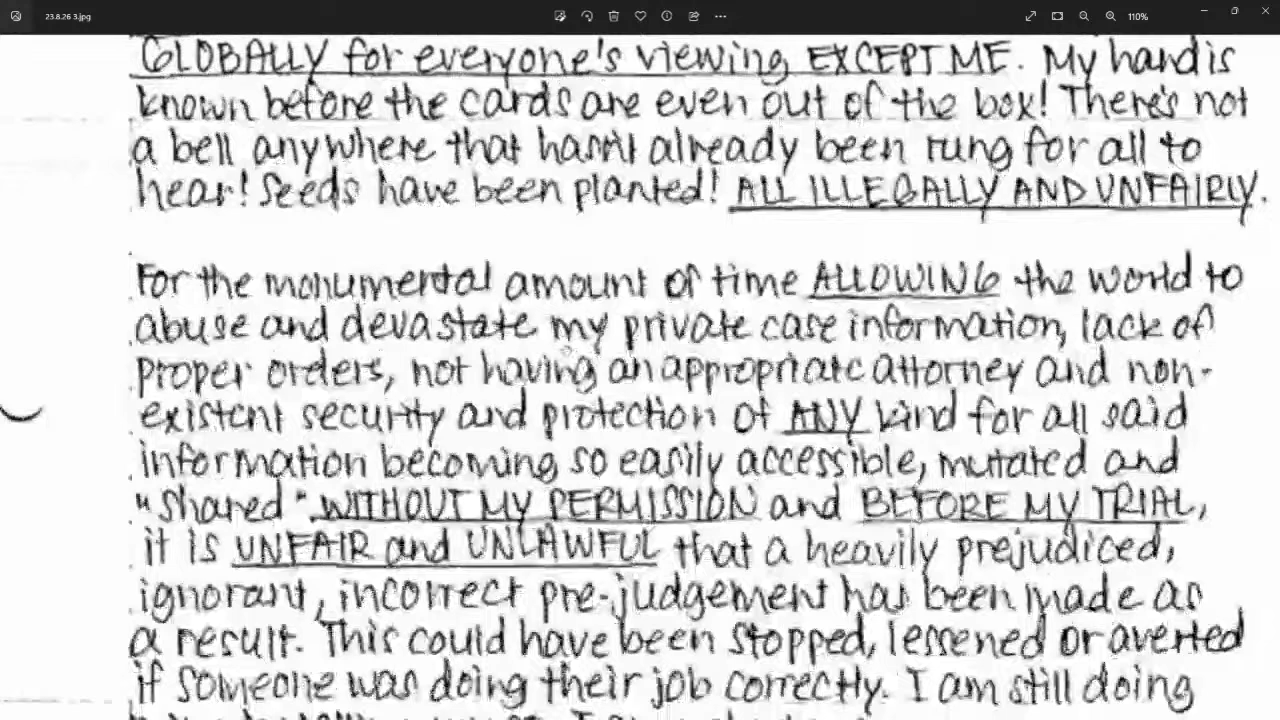 23.8.26 3.jpg
110%
GLOBALLY for everyone's viewing EXCEPT ME. My hand is
known before the cards are even out of the box! There's not
a bell anywhere that hasn't already been rung for all to
hear! Seeds have been planted! ALL ILLEGALLY AND UNFAIRLY.
For the monumental amount of time ALLOWING the world to
abuse and devastate my private case information, lack of
proper orders, not having an appropriate attorney and non-
existent security and protection of ANY kind for all said
information becoming so easily accessible, mutated and
"shared" WITHOUT MY PERMISSION and BEFORE MY TRIAL,
it is UNFAIR and UNLAWFUL that a heavily prejudiced,
ignorant, incorrect pre-judgement has been made as
a result. This could have been stopped, lessened or averted
if someone was doing their job correctly. I am still doing